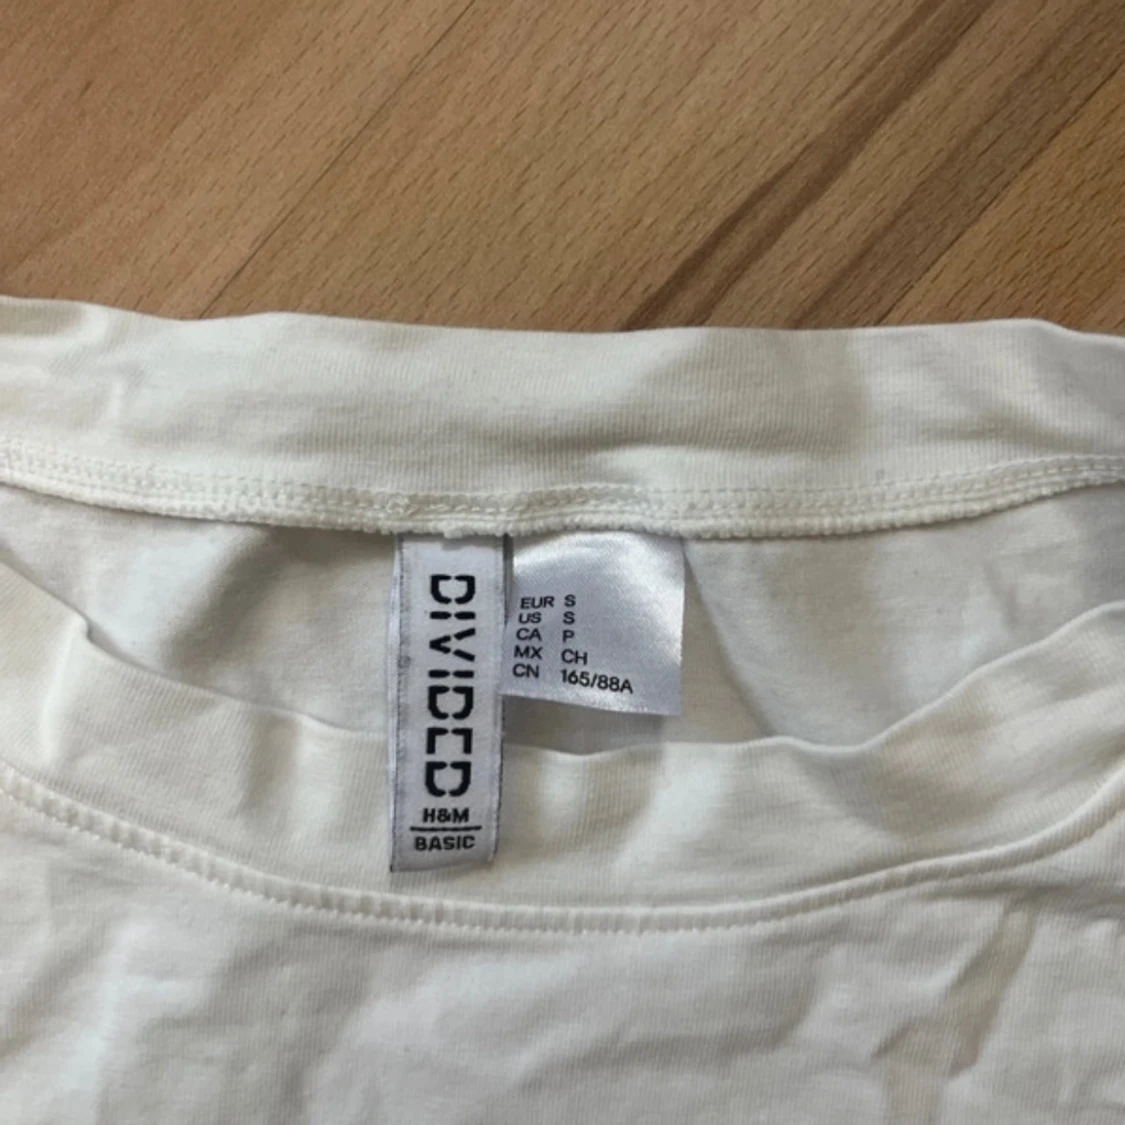 DIVIDED
H&M
BASIC
EUR S
US S
CA P
MX CH
CN 165/88A